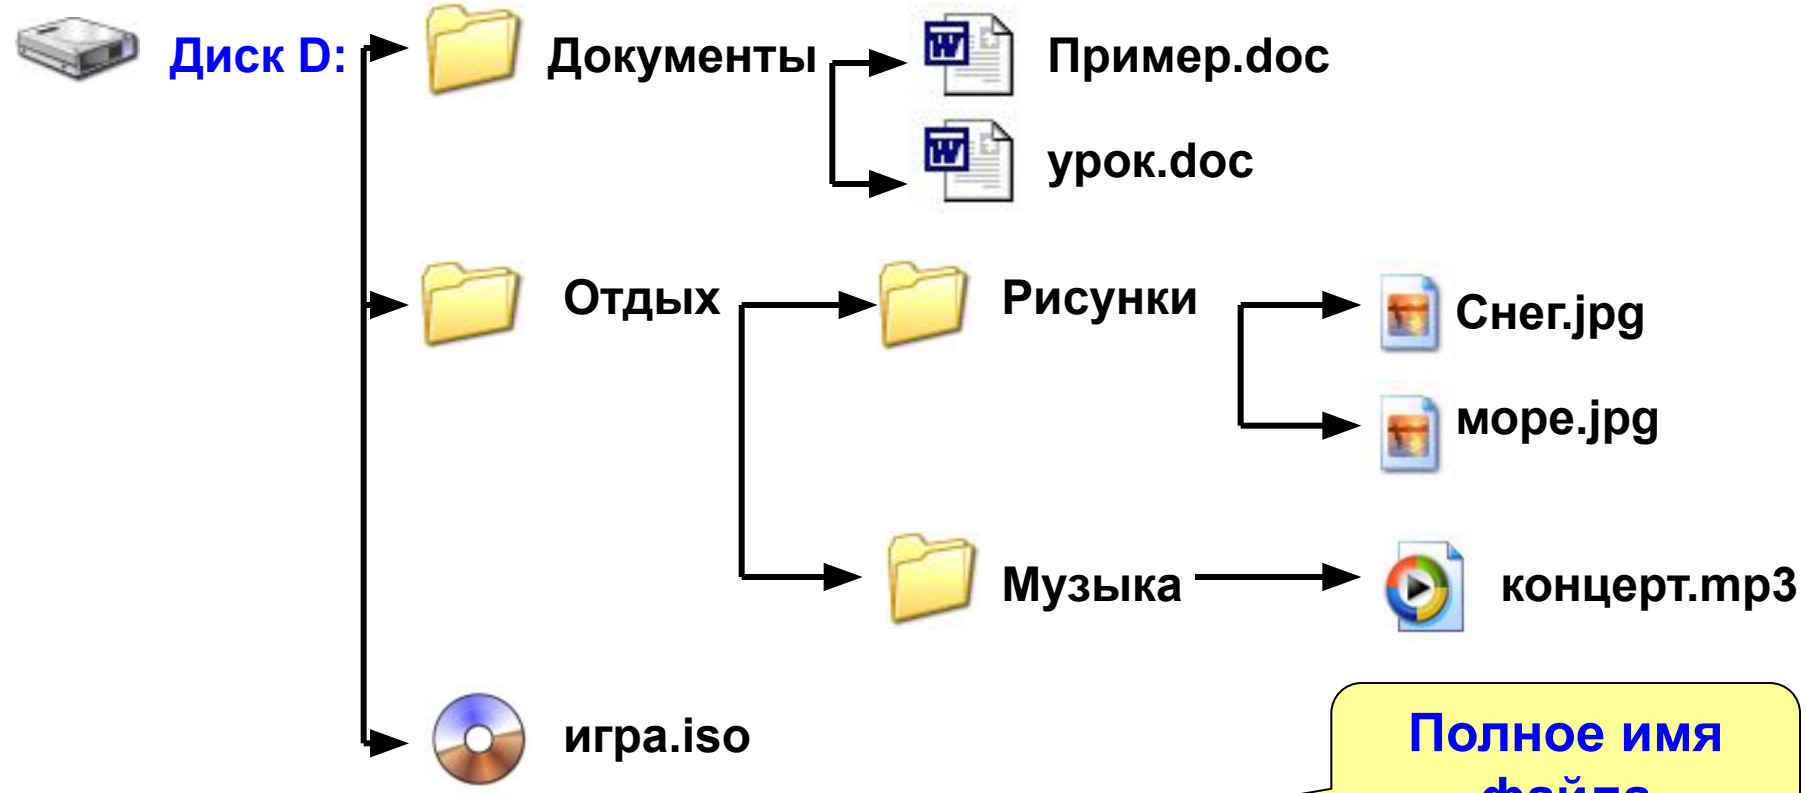 Диск D:
Документы
Пример.doc
урок.doc
Отдых
Рисунки
Снег.jpg
море.jpg
Музыка
концерт.mp3
игра.iso
Полное имя
файла